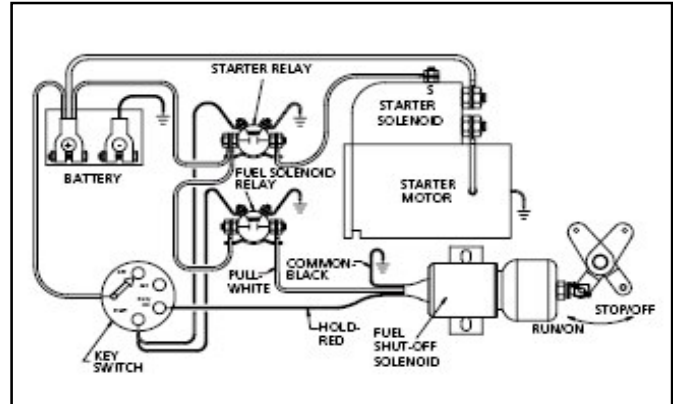 STARTER RELAY
S
STARTER
SOLENOID
+
-
BATTERY
FUEL SOLENOID
RELAY
STARTER
MOTOR
PULL-
WHITE
COMMON-
BLACK
STOP/OFF
RUN/ON
HOLD-
RED
FUEL
SHUT-OFF
SOLENOID
KEY
SWITCH